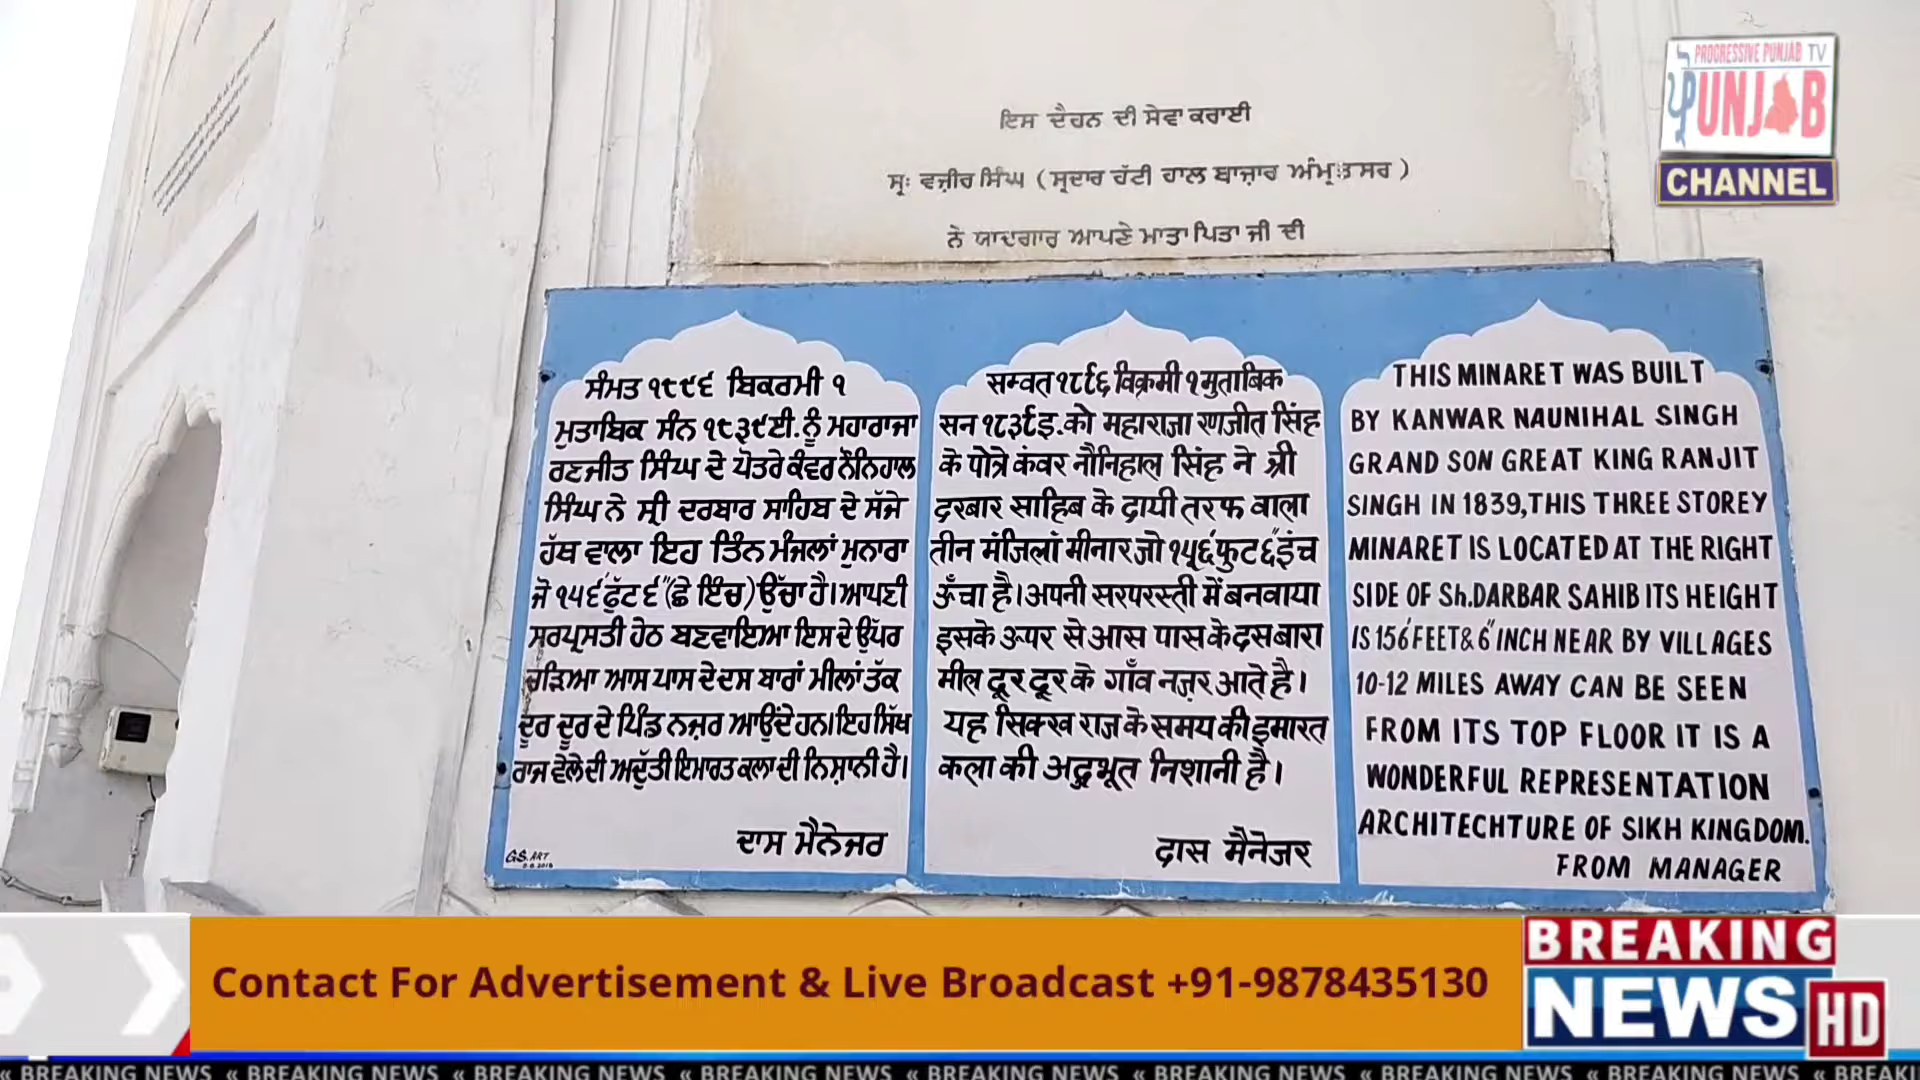 PROGRESSIVE PUNJAB TV
ਪੰUNJAB
CHANNEL
ਇਸ ਦੈਹਨ ਦੀ ਸੇਵਾ ਕਰਾਈ
ਸ੍ਰ: ਵਜ਼ੀਰ ਸਿੰਘ ( ਸ੍ਰਦਾਰ ਹੱਟੀ ਹਾਲ ਬਾਜ਼ਾਰ ਅੰਮ੍ਰਿਤਸਰ )
ਨੇ ਯਾਦਗਾਰ ਆਪਣੇ ਮਾਤਾ ਪਿਤਾ ਜੀ ਦੀ
ਸੰਮਤ ੧੮੯੬ ਬਿਕਰਮੀ ੧
ਮੁਤਾਬਿਕ ਸੰਨ ੧੮੩੯ਈ. ਨੂੰ ਮਹਾਰਾਜਾ
ਰਣਜੀਤ ਸਿੰਘ ਦੇ ਪੋਤਰੇ ਕੰਵਰ ਨੌਨਿਹਾਲ
ਸਿੰਘ ਨੇ ਸ੍ਰੀ ਦਰਬਾਰ ਸਾਹਿਬ ਦੇ ਸੱਜੇ
ਹੱਥ ਵਾਲਾ ਇਹ ਤਿੰਨ ਮੰਜਲਾਂ ਮੁਨਾਰਾ
ਜੋ ੧੫੬' ਫੁੱਟ ੬" (ਛੇ ਇੰਚ) ਉੱਚਾ ਹੈ। ਆਪਣੀ
ਸਰਪ੍ਰਸਤੀ ਹੇਠ ਬਣਵਾਇਆ ਇਸ ਦੇ ਉੱਪਰ
ਚੜਿਆ ਆਸ ਪਾਸ ਦੇ ਦਸ ਬਾਰਾਂ ਮੀਲਾਂ ਤੱਕ
ਦੂਰ ਦੂਰ ਦੇ ਪਿੰਡ ਨਜ਼ਰ ਆਉਂਦੇ ਹਨ। ਇਹ ਸਿੱਖ
ਰਾਜ ਵੇਲੇ ਦੀ ਅਦੁੱਤੀ ਇਮਾਰਤ ਕਲਾ ਦੀ ਨਿਸ਼ਾਨੀ ਹੈ।
ਦਾਸ ਮੈਨੇਜਰ
G.S. ART
सम्वत १८९६ विक्रमी १ मुताबिक
सन १८३९इ. को महाराजा रणजीत सिंह
के पोत्रे कंवर नौनिहाल सिंह ने श्री
दरबार साहिब के दायी तरफ वाला
तीन मंजिलां मीनार जो १५६'फुट ६"इंच
ऊँचा है। अपनी सरपरस्ती में बनवाया
इसके ऊपर से आस पास के दस बारा
मील दूर दूर के गाँव नज़र आते है।
यह सिक्ख राज के समय की इमारत
कला की अदुभूत निशानी है।
दास मैनेजर
THIS MINARET WAS BUILT
BY KANWAR NAUNIHAL SINGH
GRAND SON GREAT KING RANJIT
SINGH IN 1839, THIS THREE STOREY
MINARET IS LOCATED AT THE RIGHT
SIDE OF Sh. DARBAR SAHIB ITS HEIGHT
IS 156' FEET & 6" INCH NEAR BY VILLAGES
10-12 MILES AWAY CAN BE SEEN
FROM ITS TOP FLOOR IT IS A
WONDERFUL REPRESENTATION
ARCHITECHTURE OF SIKH KINGDOM.
FROM MANAGER
Contact For Advertisement & Live Broadcast +91-9878435130
BREAKING
NEWS HD
« BREAKING NEWS « BREAKING NEWS « BREAKING NEWS « BREAKING NEWS « BREAKING NEWS « BREAKING NEWS « BREAKING NEWS « BREAKING NEWS « BREAKING